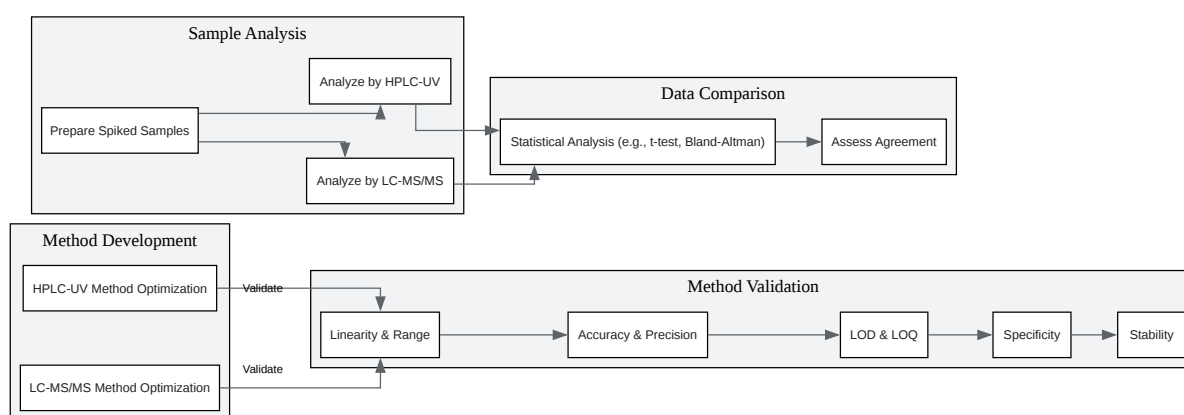 Sample Analysis
Analyze by HPLC-UV
Prepare Spiked Samples
Analyze by LC-MS/MS
Data Comparison
Statistical Analysis (e.g., t-test, Bland-Altman)
Assess Agreement
Method Development
HPLC-UV Method Optimization
LC-MS/MS Method Optimization
Validate
Validate
Method Validation
Linearity & Range
Accuracy & Precision
LOD & LOQ
Specificity
Stability